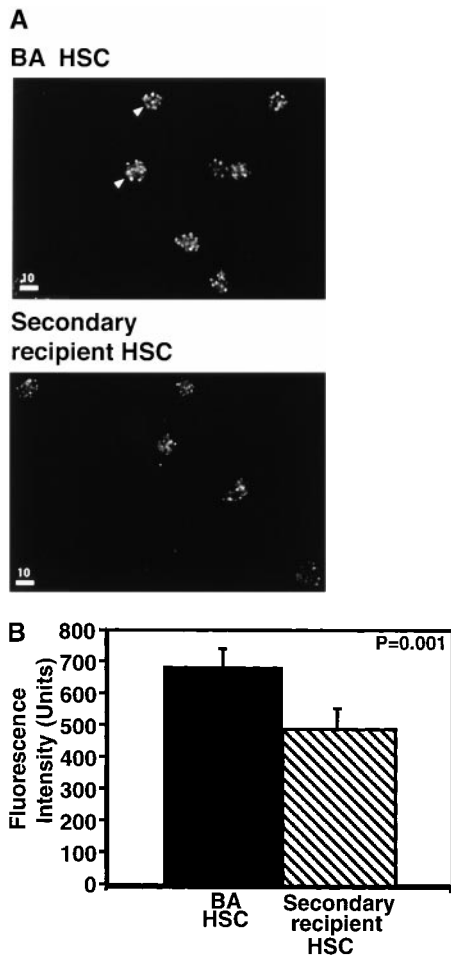 A
BA HSC
10
Secondary
recipient HSC
10
B
P=0.001
Fluorescence
Intensity (Units)
800
700
600
500
400
300
200
100
0
BA
HSC
Secondary
recipient
HSC